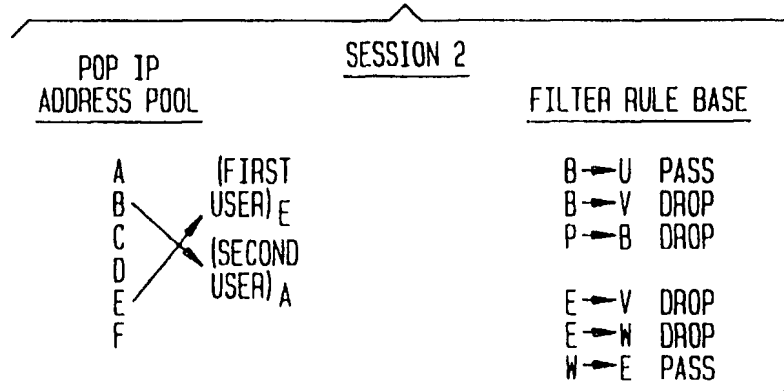 SESSION 2
POP IP
ADDRESS POOL
A
B
C
D
E
F
(FIRST
USER) E
(SECOND
USER) A
FILTER RULE BASE
B→U PASS
B→V DROP
P→B DROP
E→V DROP
E→W DROP
W→E PASS